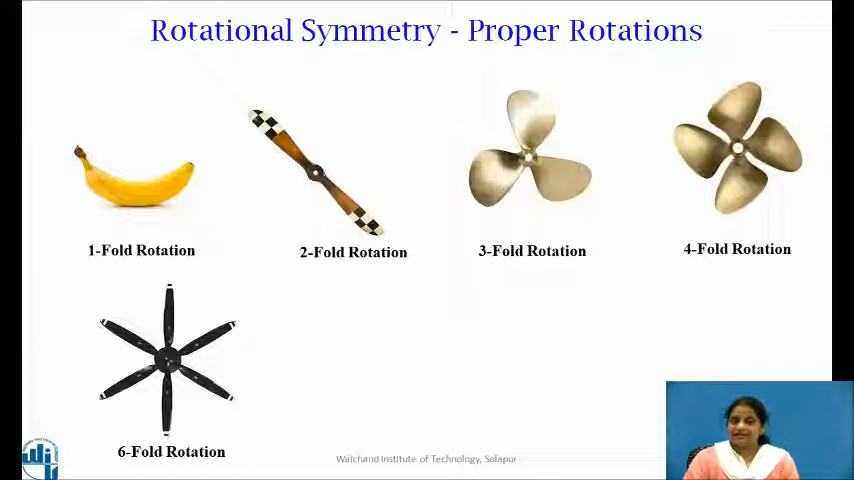 Rotational Symmetry - Proper Rotations
1-Fold Rotation
2-Fold Rotation
3-Fold Rotation
4-Fold Rotation
6-Fold Rotation
Walchand Institute of Technology, Solapur